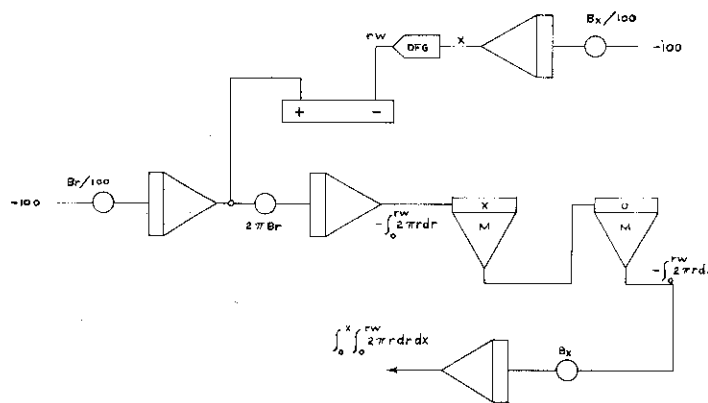 Bx/100
rw
DFG
X
-100
+ -
Br/100
-100
2πBr
-∫₀^rw 2πrdr
X
M
O
M
-∫₀^rw 2πrd
∫₀^x ∫₀^rw 2πrdrdx
Bx